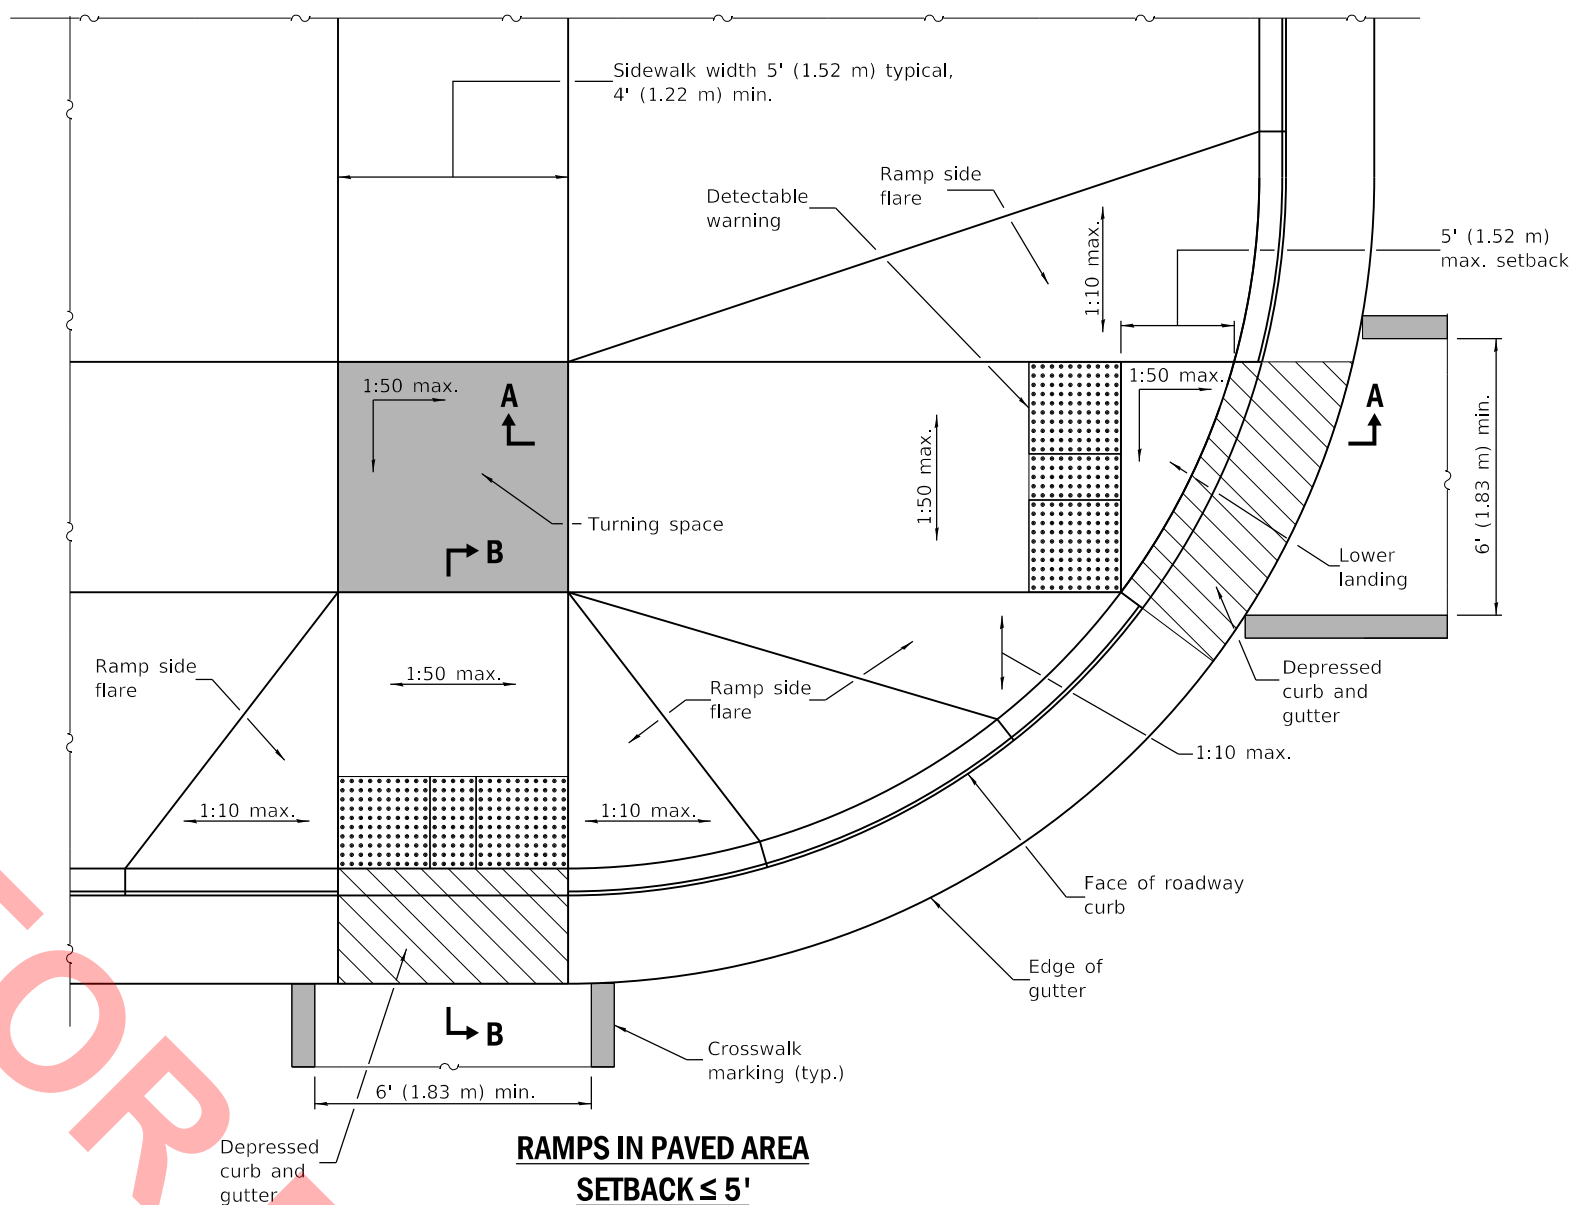 Sidewalk width 5' (1.52 m) typical,
4' (1.22 m) min.
Ramp side
flare
Detectable
warning
1:10 max.
5' (1.52 m)
max. setback
1:50 max.
A
1:50 max.
A
1:50 max.
6' (1.83 m) min.
Turning space
B
Lower
landing
Ramp side
flare
1:50 max.
Ramp side
flare
Depressed
curb and
gutter
1:10 max.
1:10 max.
1:10 max.
Face of roadway
curb
Edge of
gutter
B
Crosswalk
marking (typ.)
6' (1.83 m) min.
Depressed
curb and
gutter
RAMPS IN PAVED AREA
SETBACK ≤ 5'
FOR